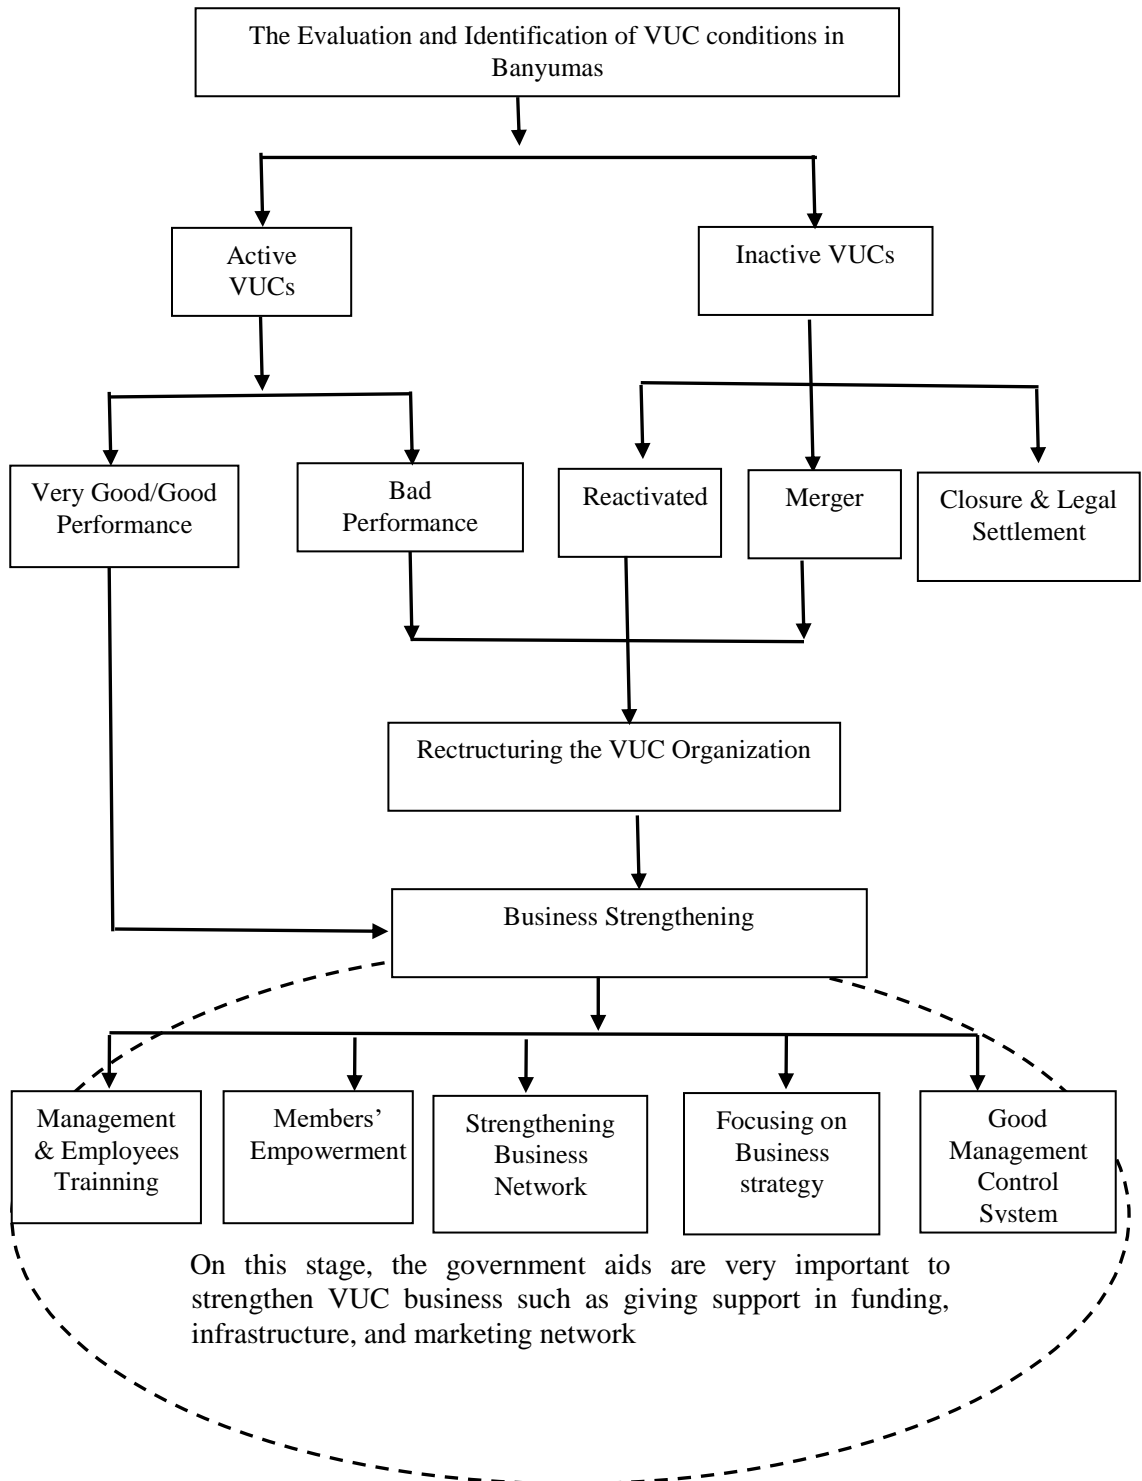 The Evaluation and Identification of VUC conditions in
Banyumas
Active
VUCs
Inactive VUCs
Very Good/Good
Performance
Bad
Performance
Reactivated
Merger
Closure & Legal
Settlement
Rectructuring the VUC Organization
Business Strengthening
Management
& Employees
Trainning
Members’
Empowerment
Strengthening
Business
Network
Focusing on
Business
strategy
Good
Management
Control
System
On this stage, the government aids are very important to
strengthen VUC business such as giving support in funding,
infrastructure, and marketing network